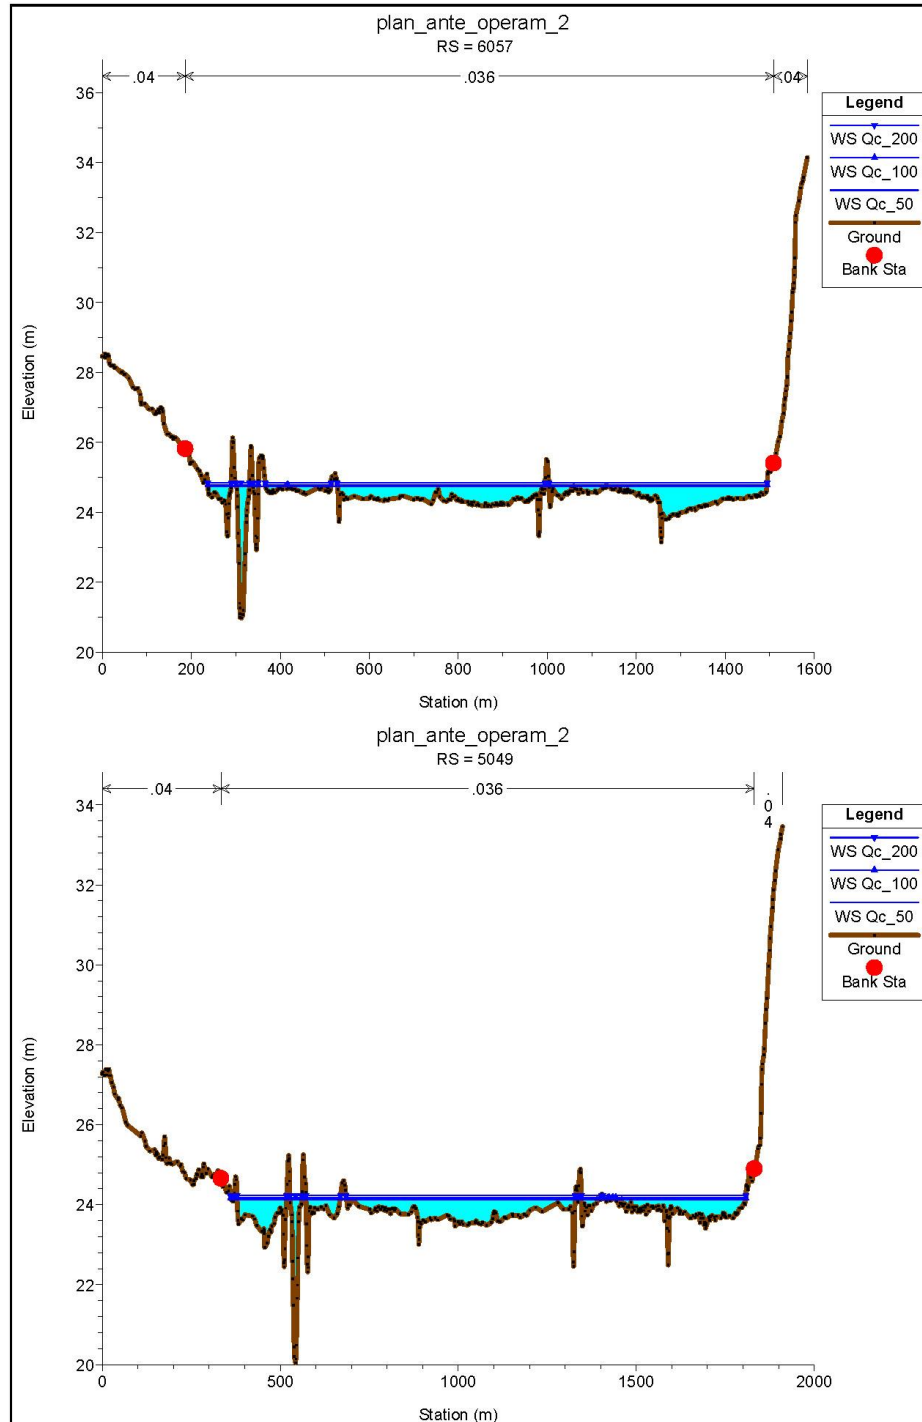 plan_ante_operam_2
RS = 6057
.04
.036
.04
36
34
32
30
28
26
24
22
20
Elevation (m)
0 200 400 600 800 1000 1200 1400 1600
Station (m)
Legend
WS Qc_200
WS Qc_100
WS Qc_50
Ground
Bank Sta
plan_ante_operam_2
RS = 5049
.04
.036
.04
34
32
30
28
26
24
22
20
Elevation (m)
0 500 1000 1500 2000
Station (m)
Legend
WS Qc_200
WS Qc_100
WS Qc_50
Ground
Bank Sta